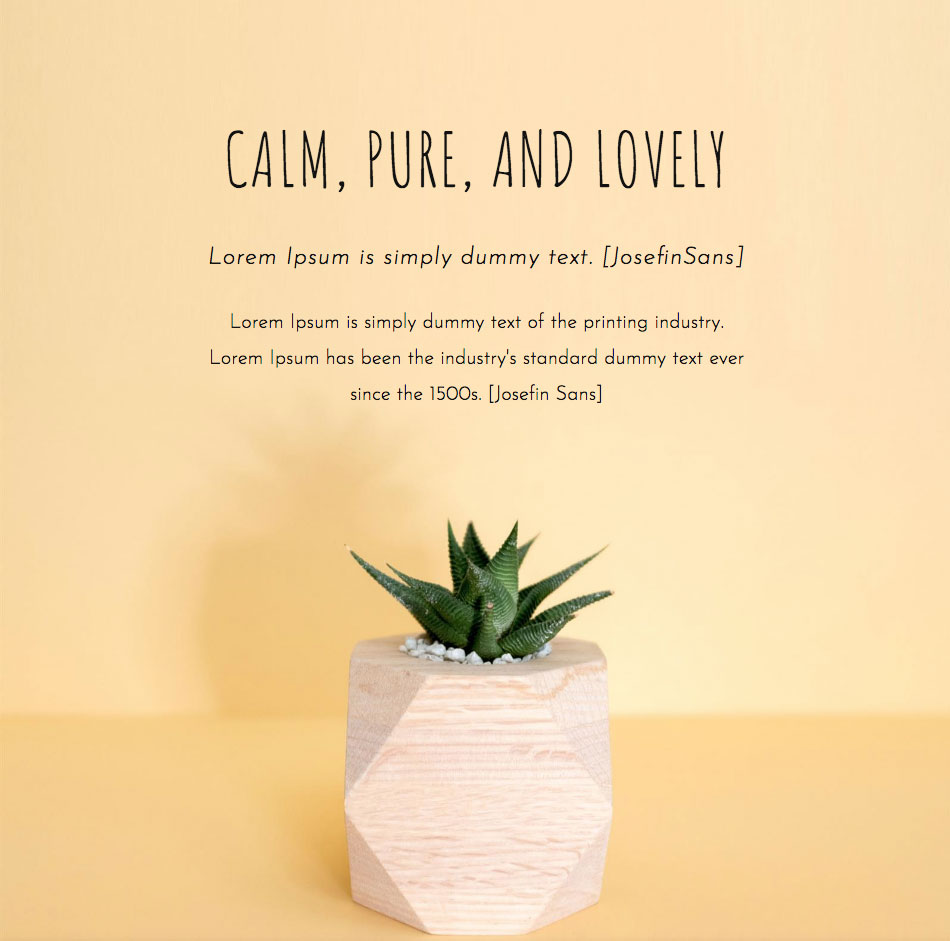 CALM, PURE, AND LOVELY
Lorem Ipsum is simply dummy text. [JosefinSans]
Lorem Ipsum is simply dummy text of the printing industry.
Lorem Ipsum has been the industry's standard dummy text ever
since the 1500s. [Josefin Sans]